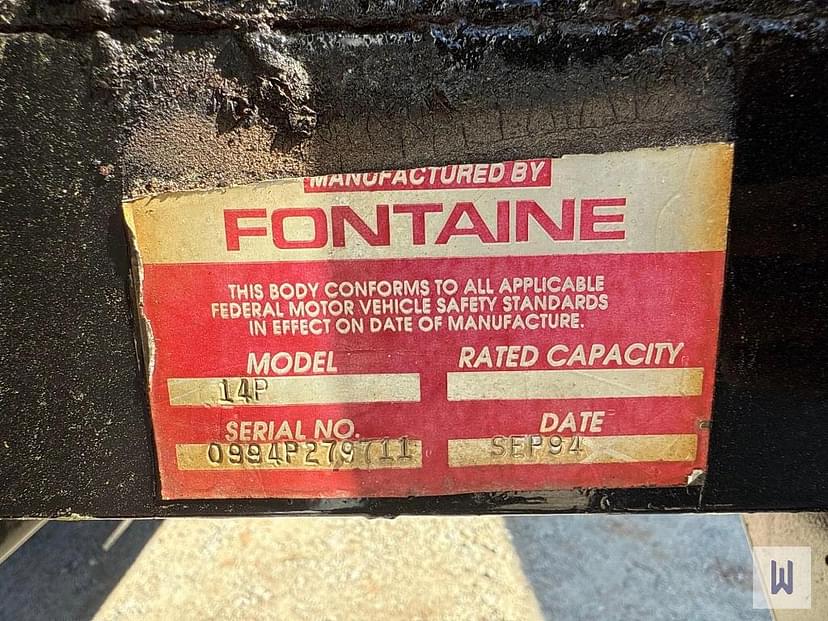 MANUFACTURED BY
FONTAINE
THIS BODY CONFORMS TO ALL APPLICABLE
FEDERAL MOTOR VEHICLE SAFETY STANDARDS
IN EFFECT ON DATE OF MANUFACTURE.
MODEL RATED CAPACITY
14P
SERIAL NO. DATE
0994P279711 SEP94
W